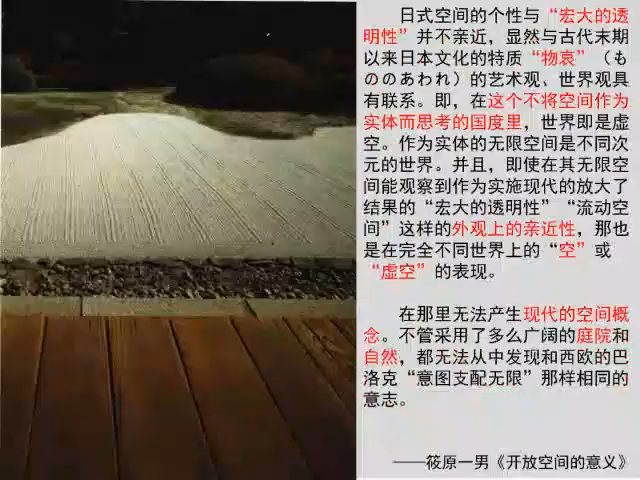 日式空间的个性与“宏大的透
明性”并不亲近，显然与古代末期
以来日本文化的特质“物哀”（も
ののあわれ）的艺术观、世界观具
有联系。即，在这个不将空间作为
实体而思考的国度里，世界即是虚
空。作为实体的无限空间是不同次
元的世界。并且，即使在其无限空
间能观察到作为实施现代的放大了
结果的“宏大的透明性”“流动空
间”这样的外观上的亲近性，那也
是在完全不同世界上的“空”或
“虚空”的表现。
在那里无法产生现代的空间概
念。不管采用了多么广阔的庭院和
自然，都无法从中发现和西欧的巴
洛克“意图支配无限”那样相同的
意志。
——筱原一男《开放空间的意义》